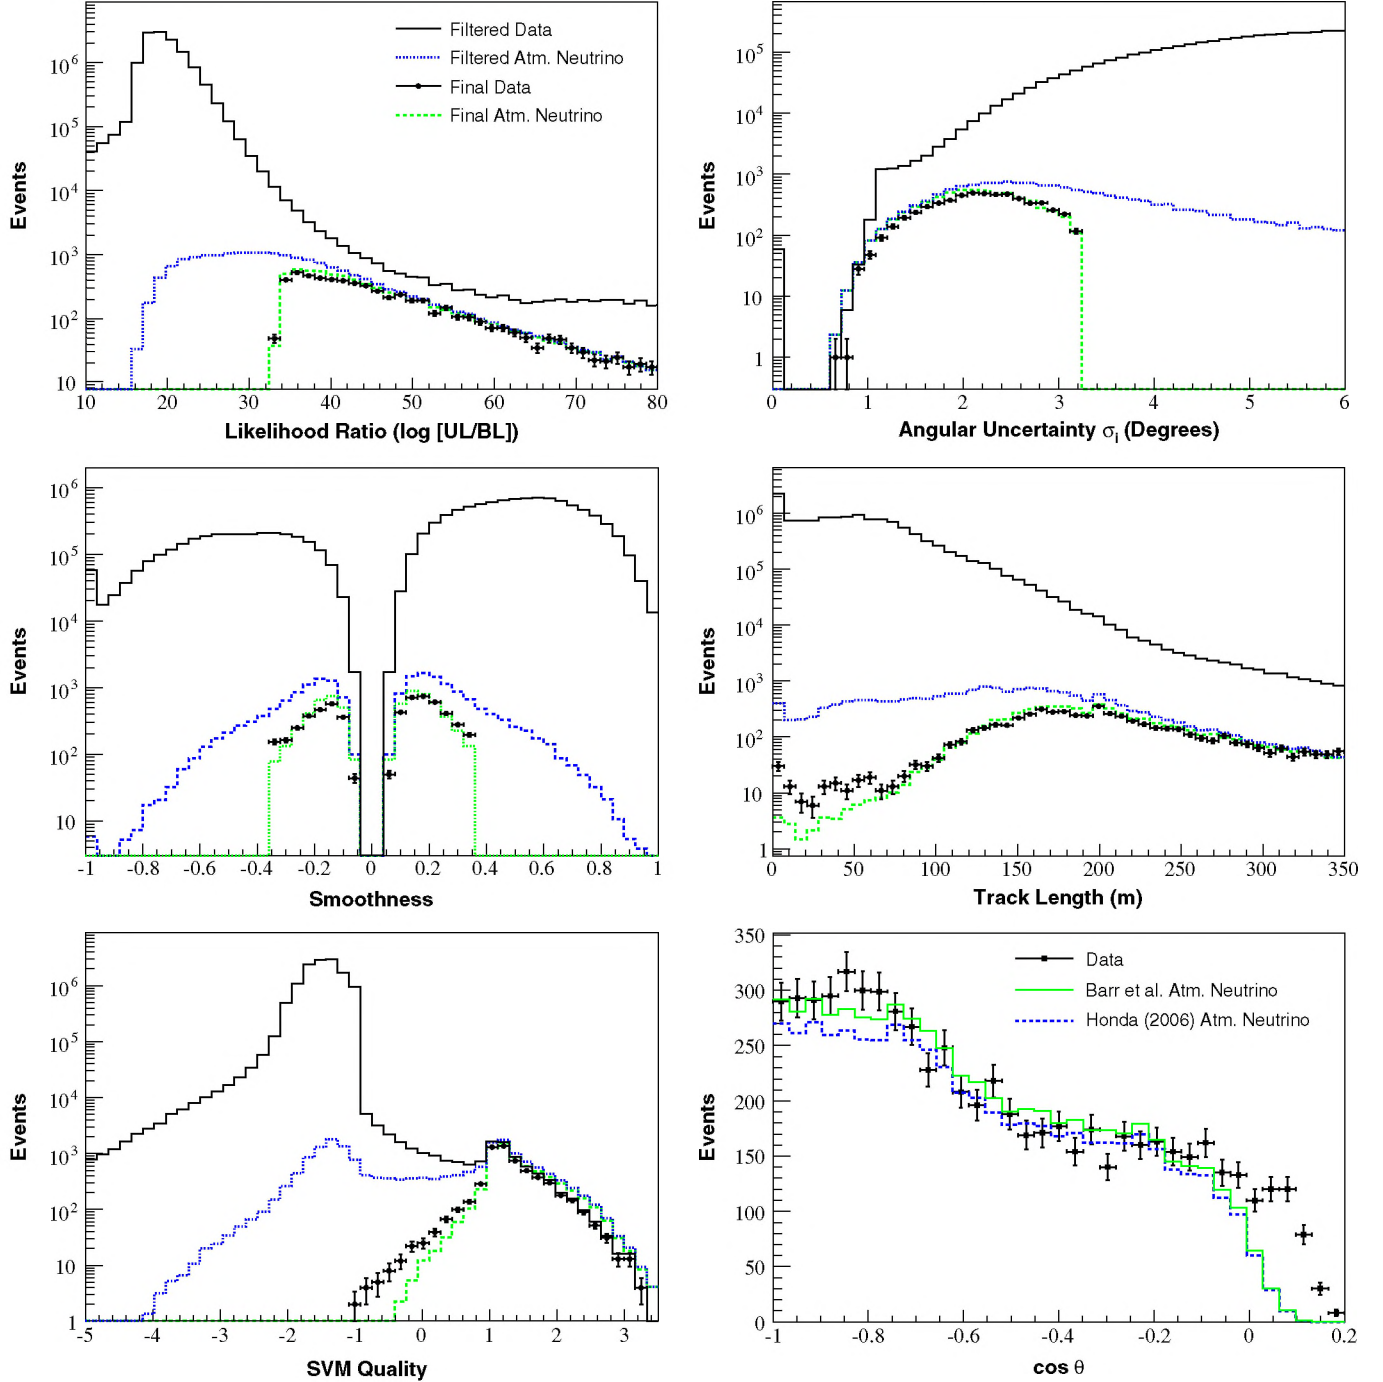 Filtered Data
Filtered Atm. Neutrino
Final Data
Final Atm. Neutrino
Events
10^6
10^5
10^4
10^3
10^2
10
10 20 30 40 50 60 70 80
Likelihood Ratio (log [UL/BL])
Events
10^5
10^4
10^3
10^2
10
1
0 1 2 3 4 5 6
Angular Uncertainty σ_i (Degrees)
Events
10^6
10^5
10^4
10^3
10^2
10
-1 -0.8 -0.6 -0.4 -0.2 0 0.2 0.4 0.6 0.8 1
Smoothness
Events
10^6
10^5
10^4
10^3
10^2
10
1
0 50 100 150 200 250 300 350
Track Length (m)
Events
10^6
10^5
10^4
10^3
10^2
10
1
-5 -4 -3 -2 -1 0 1 2 3
SVM Quality
Data
Barr et al. Atm. Neutrino
Honda (2006) Atm. Neutrino
Events
350
300
250
200
150
100
50
0
-1 -0.8 -0.6 -0.4 -0.2 0 0.2
cos θ